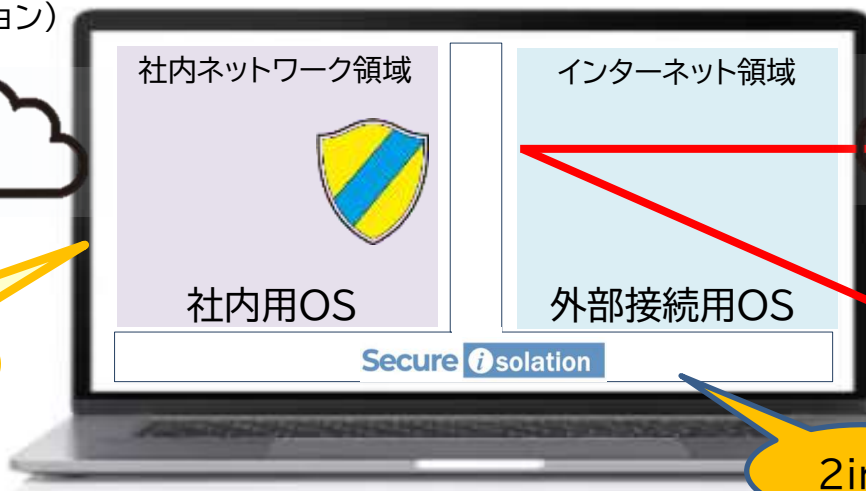 ョン)
社内ネットワーク領域
インターネット領域
社内用OS
外部接続用OS
Secure isolation
2in